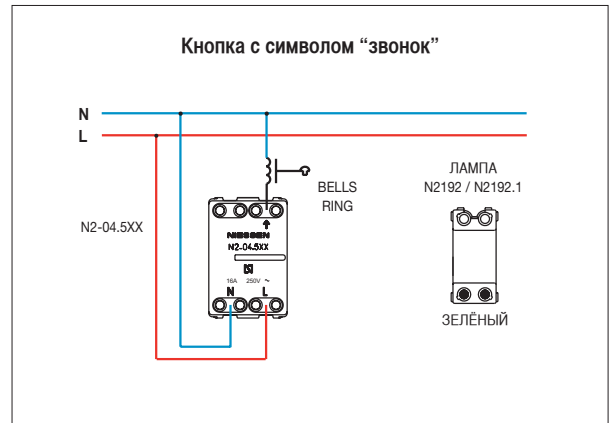 Кнопка с символом “звонок”
N
L
BELLS
RING
N2-04.5XX
NIESSEN
N2-04.5XX
16A 250V ~
N L
ЛАМПА
N2192 / N2192.1
ЗЕЛЁНЫЙ